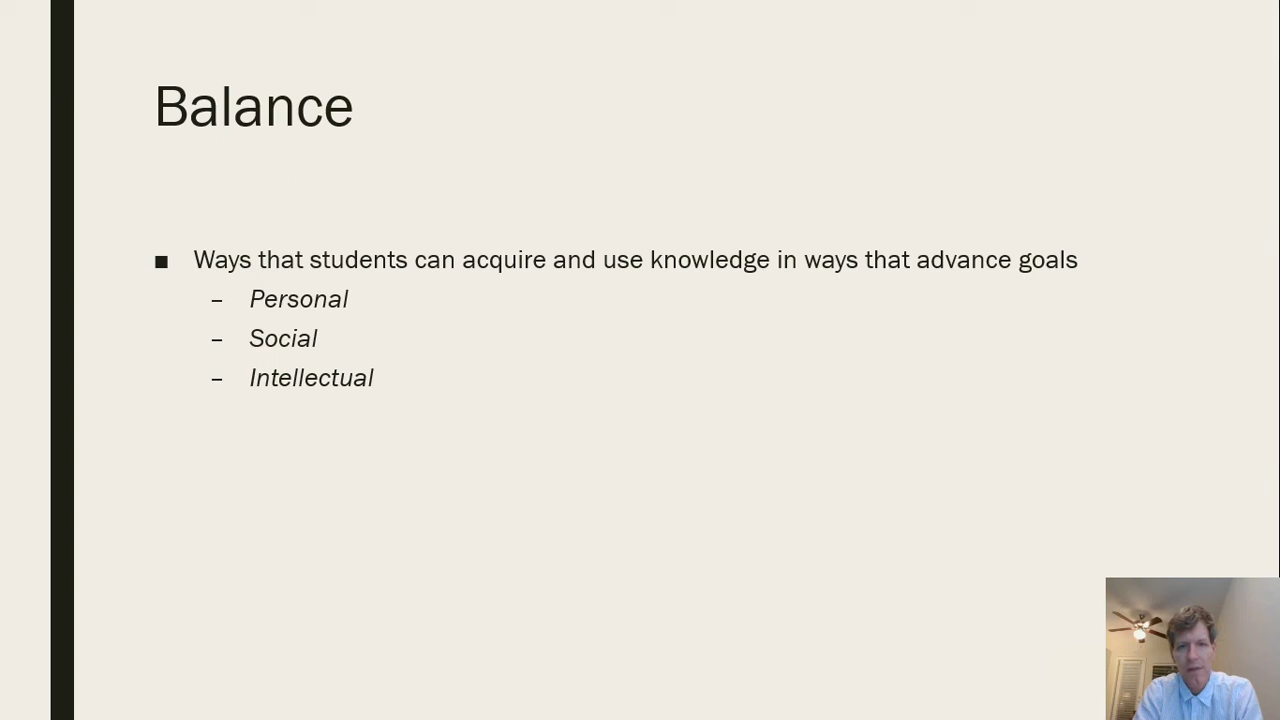 Balance
■ Ways that students can acquire and use knowledge in ways that advance goals
– Personal
– Social
– Intellectual